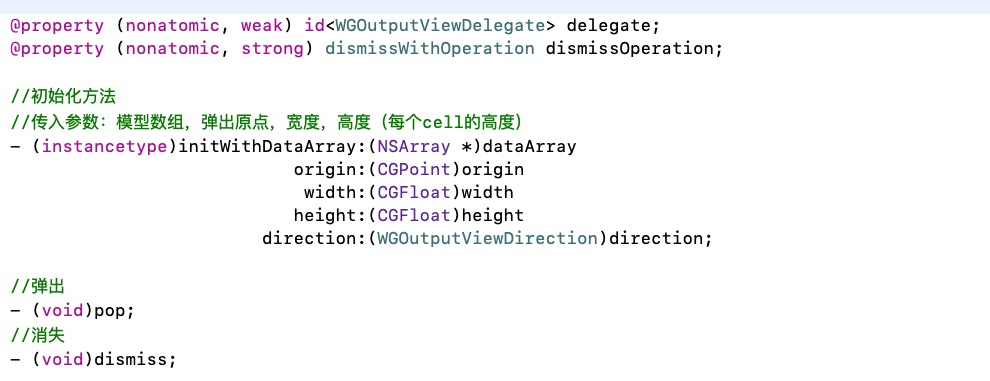 @property (nonatomic, weak) id<WGOutputViewDelegate> delegate;
@property (nonatomic, strong) dismissWithOperation dismissOperation;
//初始化方法
//传入参数：模型数组，弹出原点，宽度，高度（每个cell的高度）
- (instancetype)initWithDataArray:(NSArray *)dataArray
origin:(CGPoint)origin
width:(CGFloat)width
height:(CGFloat)height
direction:(WGOutputViewDirection)direction;
//弹出
- (void)pop;
//消失
- (void)dismiss;